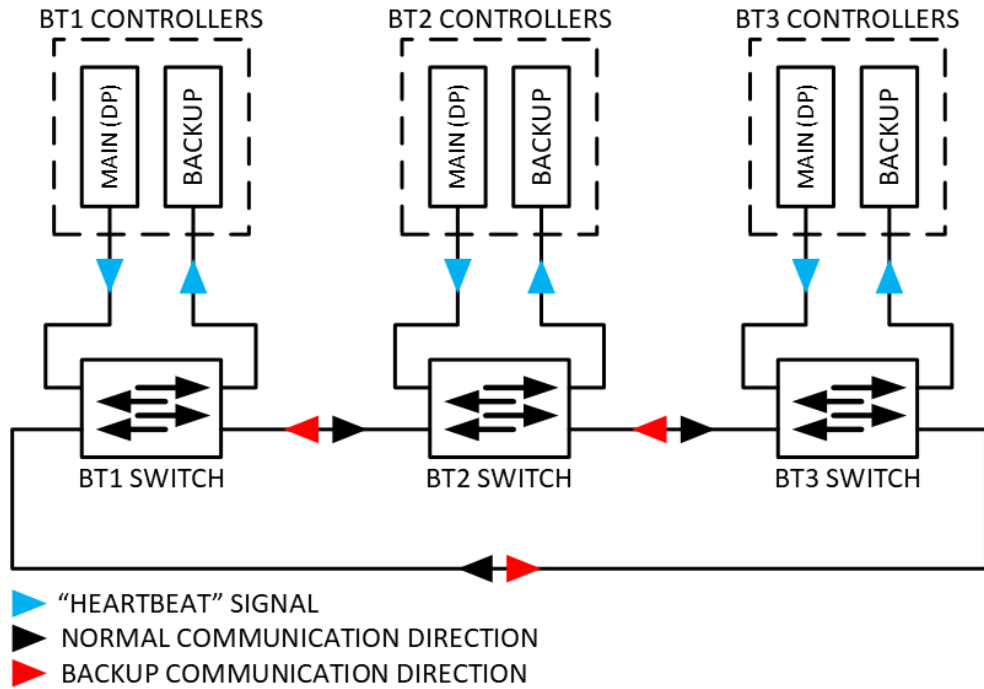 BT1 CONTROLLERS
BT2 CONTROLLERS
BT3 CONTROLLERS
MAIN (DP)
BACKUP
MAIN (DP)
BACKUP
MAIN (DP)
BACKUP
BT1 SWITCH
BT2 SWITCH
BT3 SWITCH
“HEARTBEAT” SIGNAL
NORMAL COMMUNICATION DIRECTION
BACKUP COMMUNICATION DIRECTION